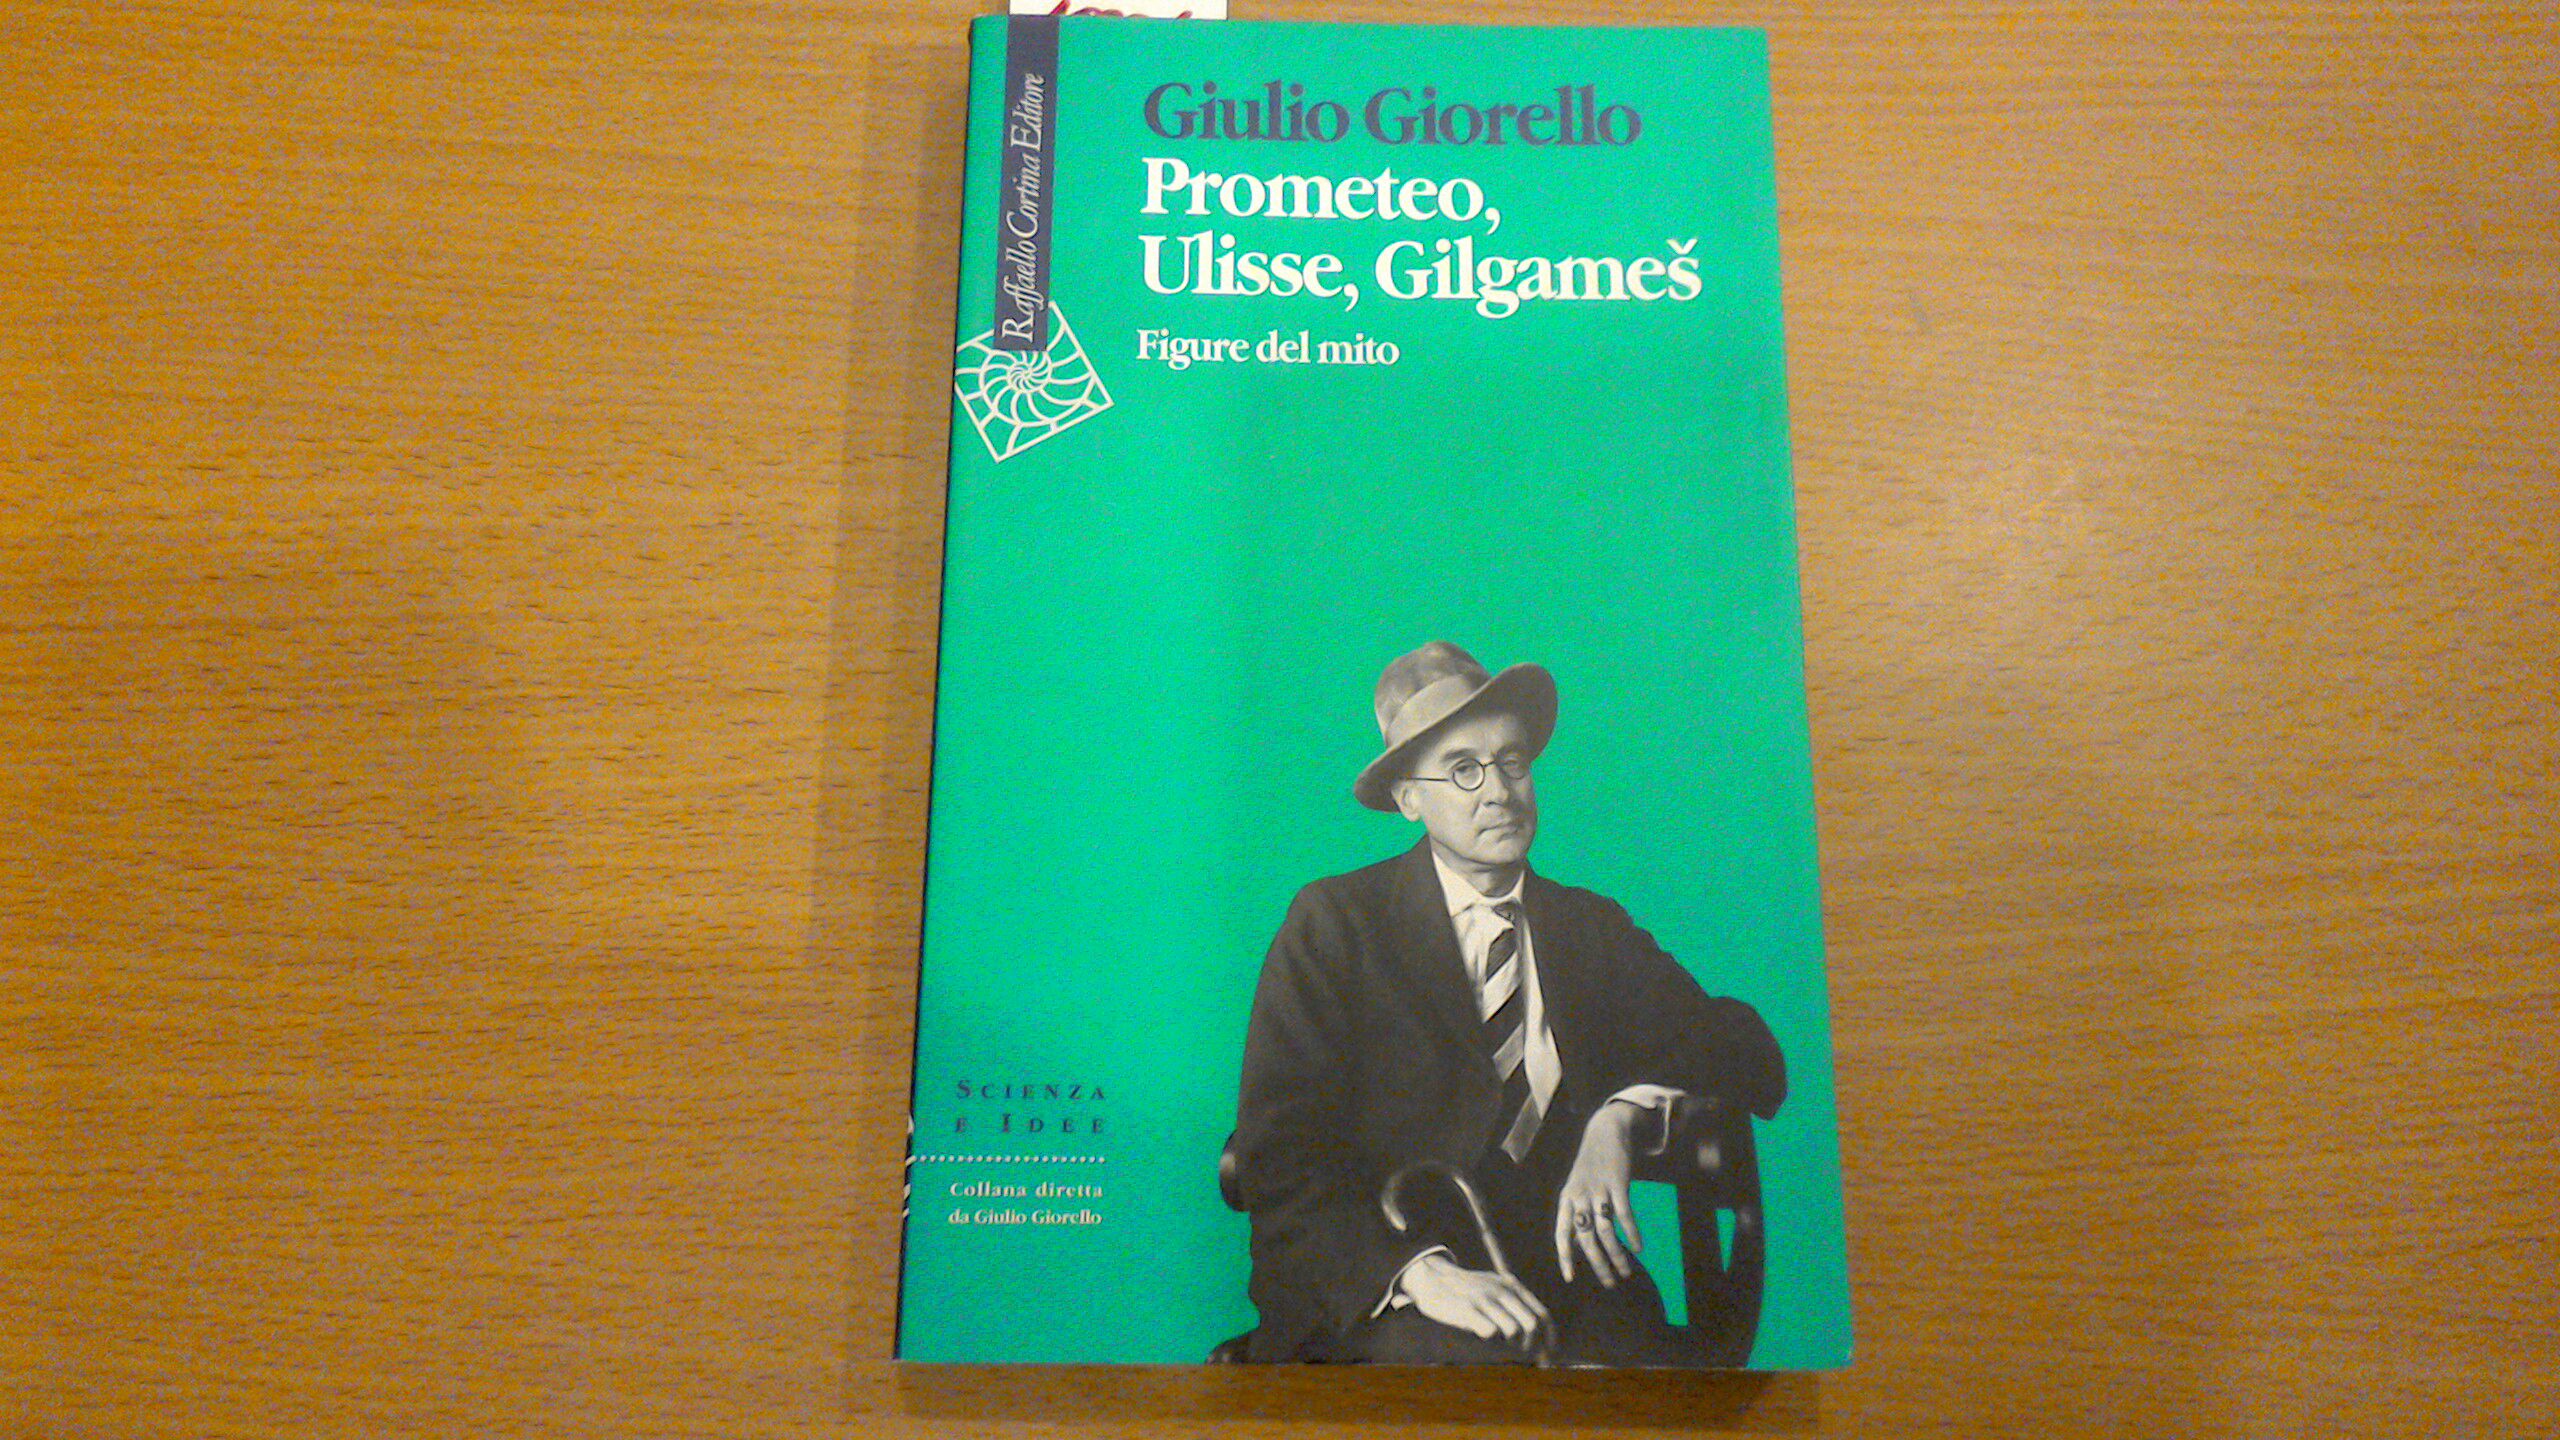 Raffaello Cortina Editore
Giulio Giorello
Prometeo,
Ulisse, Gilgameš
Figure del mito
SCIENZA
E IDEE
Collana diretta
da Giulio Giorello